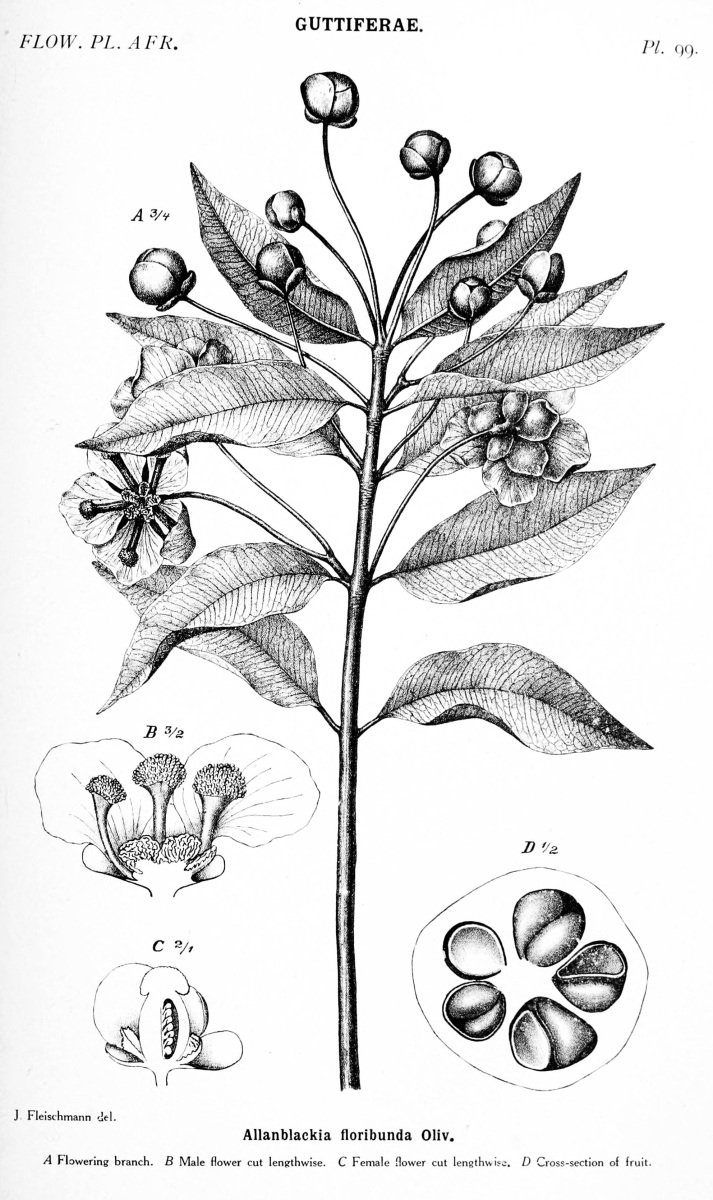 GUTTIFERAE.
FLOW. PL. AFR.
Pl. 99.
A 3/4
B 3/2
D 1/2
C 2/1
J. Fleischmann del.
Allanblackia floribunda Oliv.
A Flowering branch. B Male flower cut lengthwise. C Female flower cut lengthwise. D Cross-section of fruit.